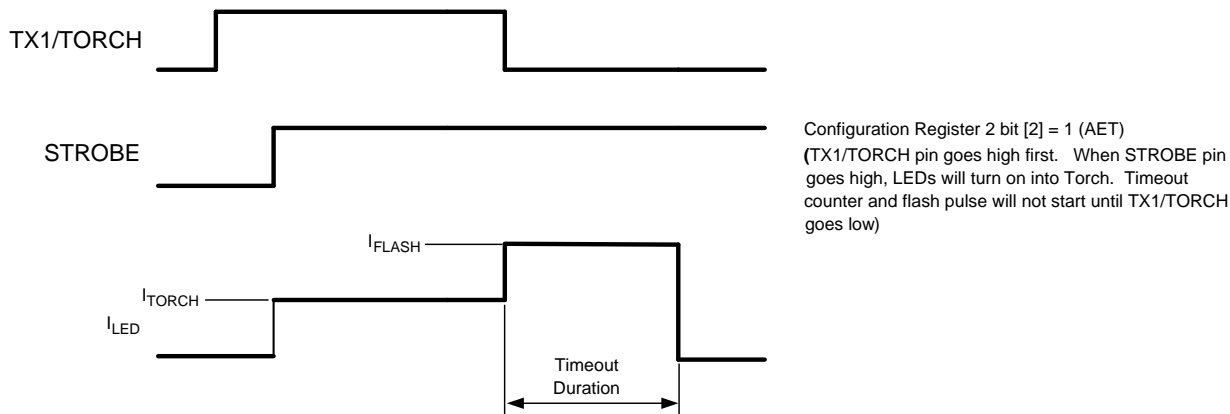 TX1/TORCH
STROBE
Configuration Register 2 bit [2] = 1 (AET)
(TX1/TORCH pin goes high first. When STROBE pin
goes high, LEDs will turn on into Torch. Timeout
counter and flash pulse will not start until TX1/TORCH
goes low)
IFLASH
ITORCH
ILED
Timeout
Duration